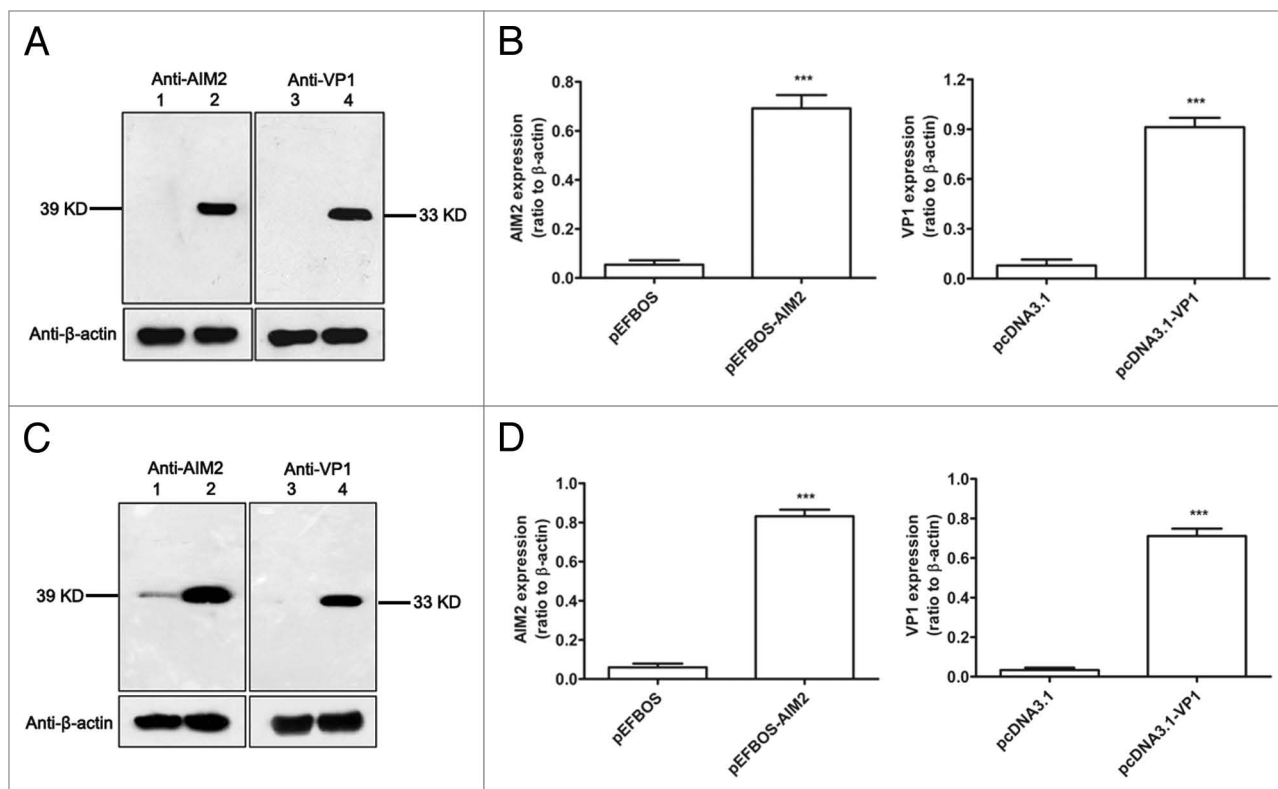 A
Anti-AIM2 Anti-VP1
1 2 3 4
39 KD
33 KD
Anti-β-actin
B
AIM2 expression
(ratio to β-actin)
0.8
0.6
0.4
0.2
0.0
***
pEFBOS
pEFBOS-AIM2
VP1 expression
(ratio to β-actin)
1.2
0.9
0.6
0.3
0.0
***
pcDNA3.1
pcDNA3.1-VP1
C
Anti-AIM2 Anti-VP1
1 2 3 4
39 KD
33 KD
Anti-β-actin
D
AIM2 expression
(ratio to β-actin)
1.0
0.8
0.6
0.4
0.2
0.0
***
pEFBOS
pEFBOS-AIM2
VP1 expression
(ratio to β-actin)
1.0
0.8
0.6
0.4
0.2
0.0
***
pcDNA3.1
pcDNA3.1-VP1